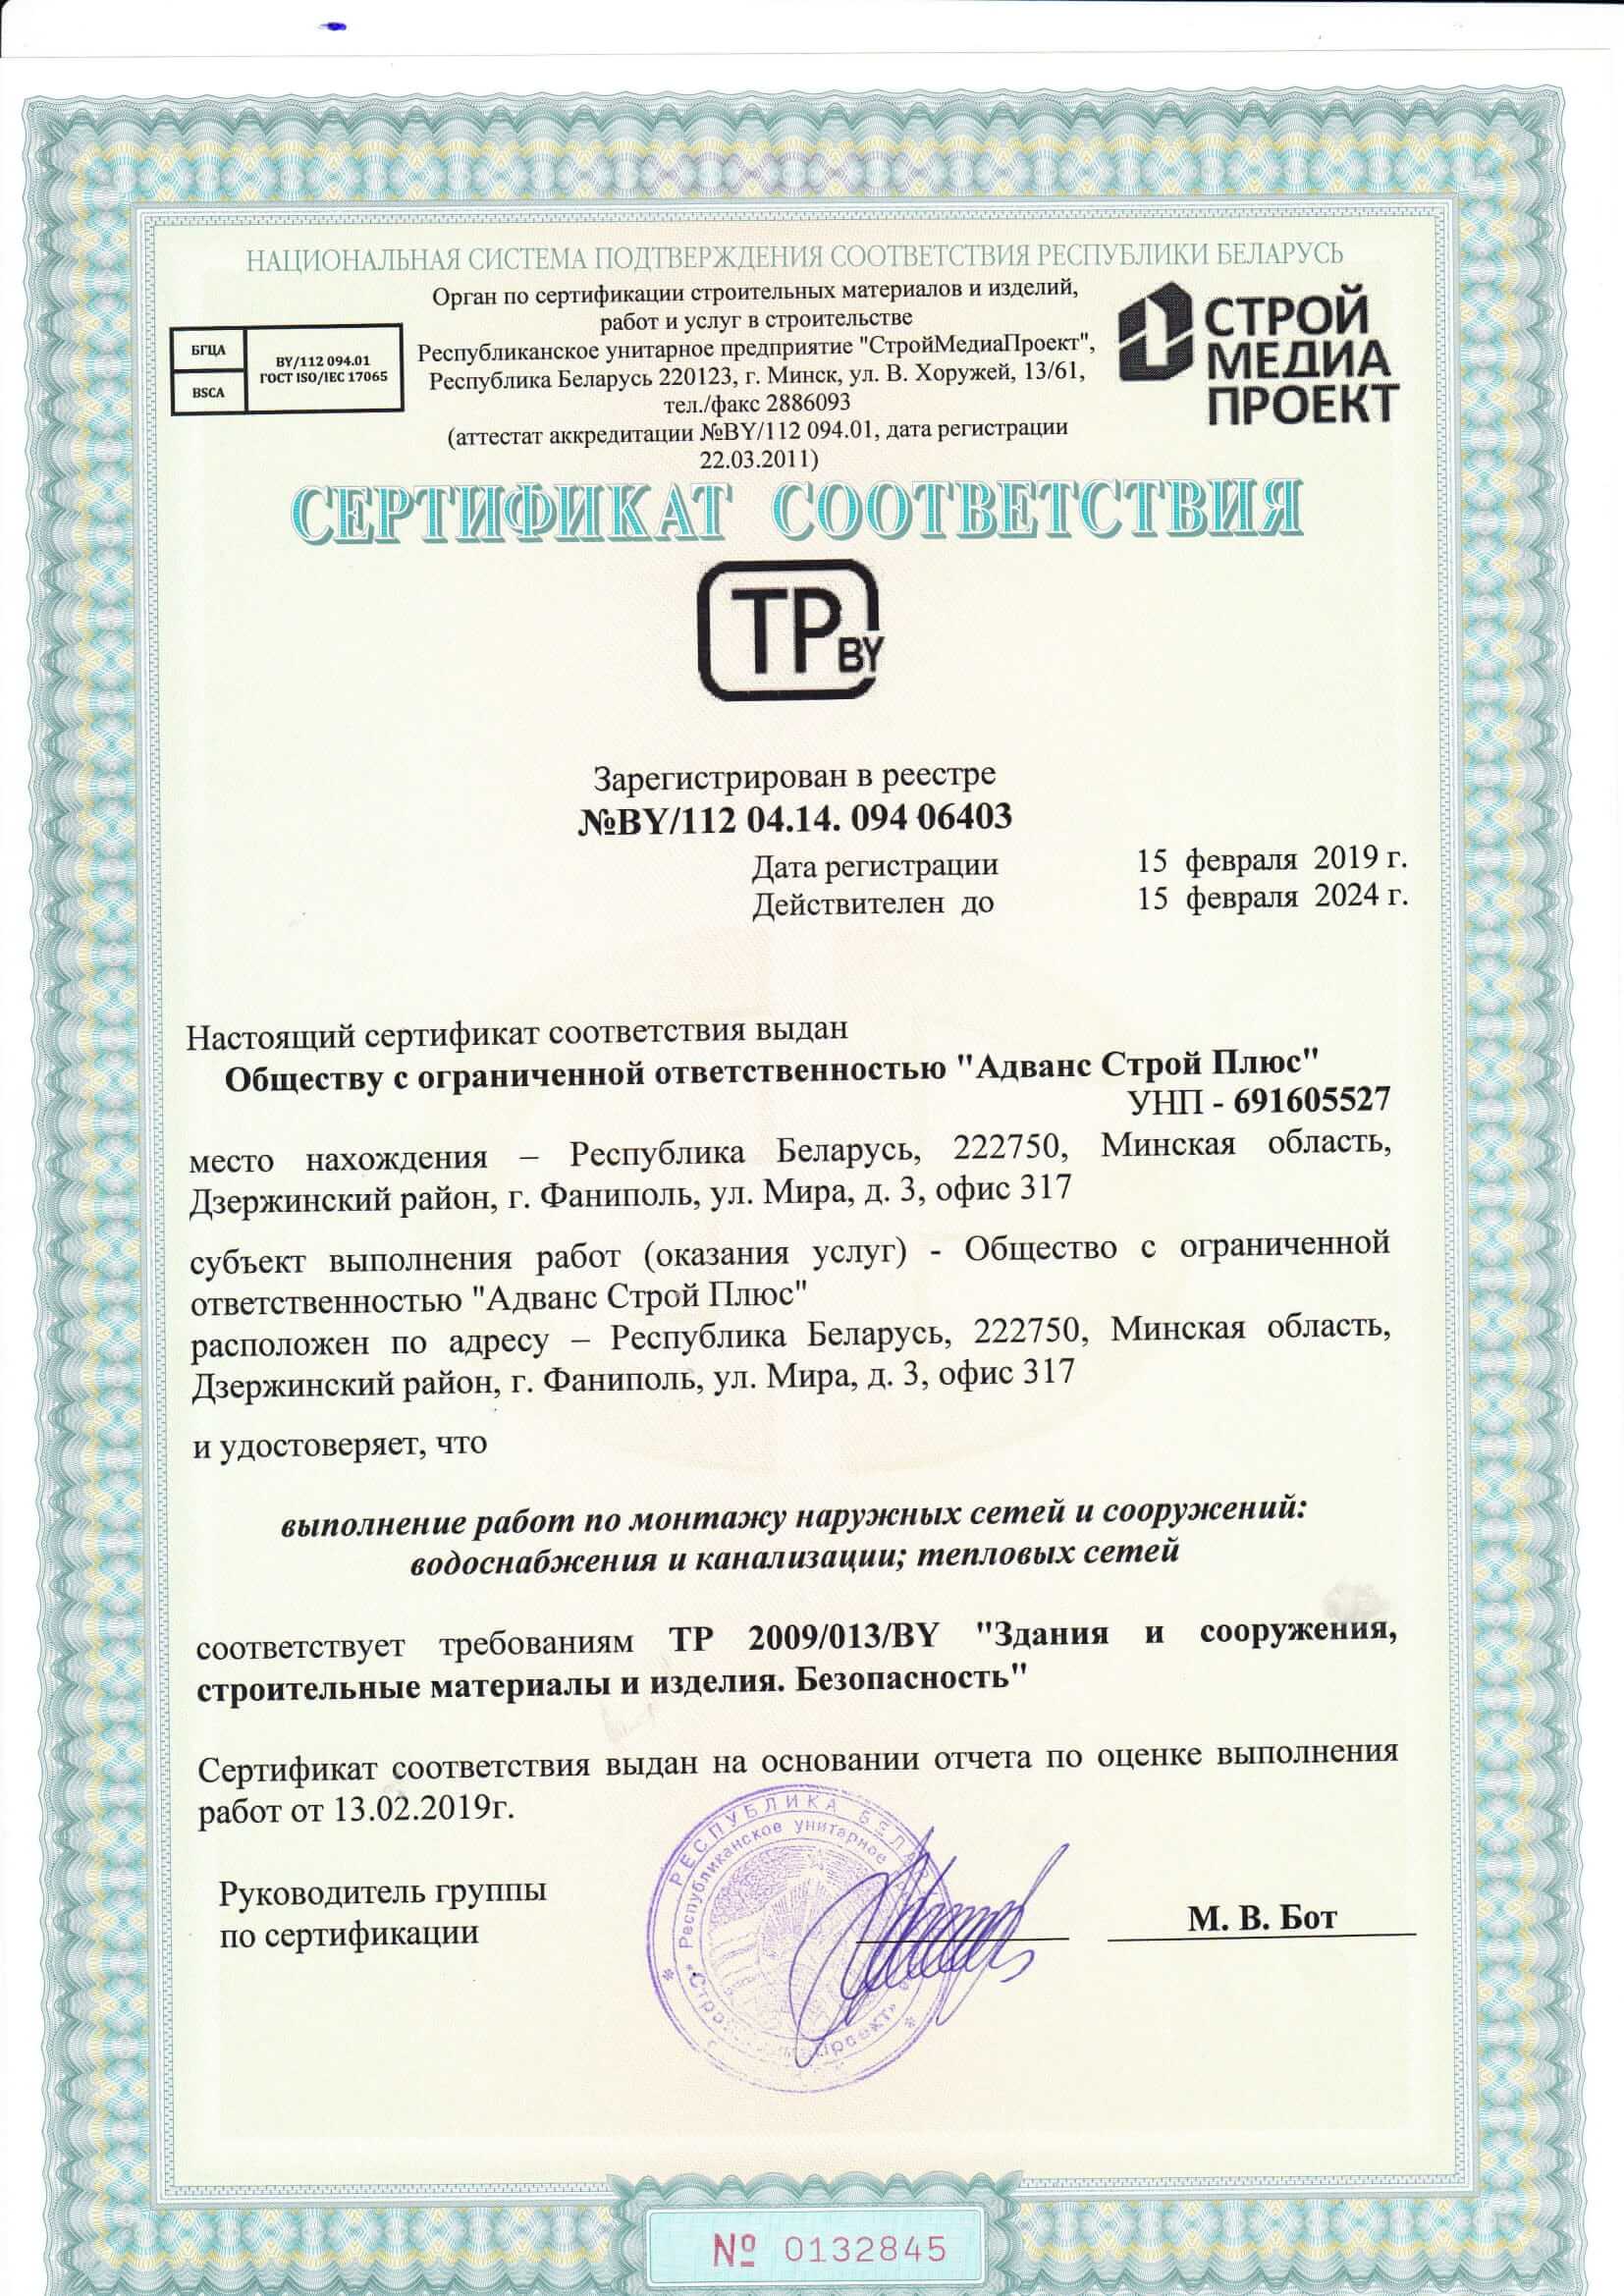 НАЦИОНАЛЬНАЯ СИСТЕМА ПОДТВЕРЖДЕНИЯ СООТВЕТСТВИЯ РЕСПУБЛИКИ БЕЛАРУСЬ
БГЦА
BSCA
BY/112 094.01
ГОСТ ISO/IEC 17065
Орган по сертификации строительных материалов и изделий,
работ и услуг в строительстве
Республиканское унитарное предприятие "СтройМедиаПроект",
Республика Беларусь 220123, г. Минск, ул. В. Хоружей, 13/61,
тел./факс 2886093
(аттестат аккредитации №BY/112 094.01, дата регистрации
22.03.2011)
СТРОЙ
МЕДИА
ПРОЕКТ
СЕРТИФИКАТ СООТВЕТСТВИЯ
ТР BY
Зарегистрирован в реестре
№BY/112 04.14. 094 06403
Дата регистрации 15 февраля 2019 г.
Действителен до 15 февраля 2024 г.
Настоящий сертификат соответствия выдан
Обществу с ограниченной ответственностью "Адванс Строй Плюс"
УНП - 691605527
место нахождения – Республика Беларусь, 222750, Минская область,
Дзержинский район, г. Фаниполь, ул. Мира, д. 3, офис 317
субъект выполнения работ (оказания услуг) - Общество с ограниченной
ответственностью "Адванс Строй Плюс"
расположен по адресу – Республика Беларусь, 222750, Минская область,
Дзержинский район, г. Фаниполь, ул. Мира, д. 3, офис 317
и удостоверяет, что
выполнение работ по монтажу наружных сетей и сооружений:
водоснабжения и канализации; тепловых сетей
соответствует требованиям ТР 2009/013/BY "Здания и сооружения,
строительные материалы и изделия. Безопасность"
Сертификат соответствия выдан на основании отчета по оценке выполнения
работ от 13.02.2019г.
Руководитель группы
по сертификации
М. В. Бот
РЕСПУБЛИКА
Республиканское унитарное
№ 0132845